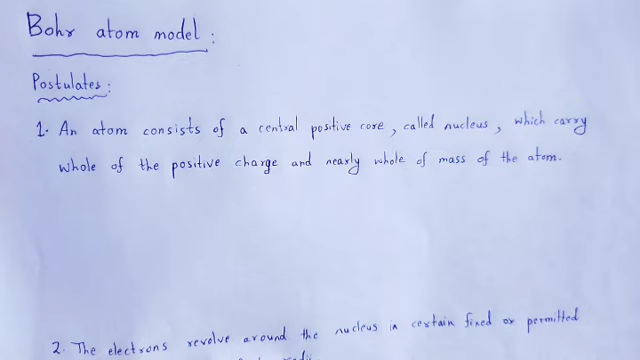 Bohr atom model :
Postulates :
1. An atom consists of a central positive core, called nucleus, which carry
whole of the positive charge and nearly whole of mass of the atom.
2. The electrons revolve around the nucleus in certain fixed or permitted